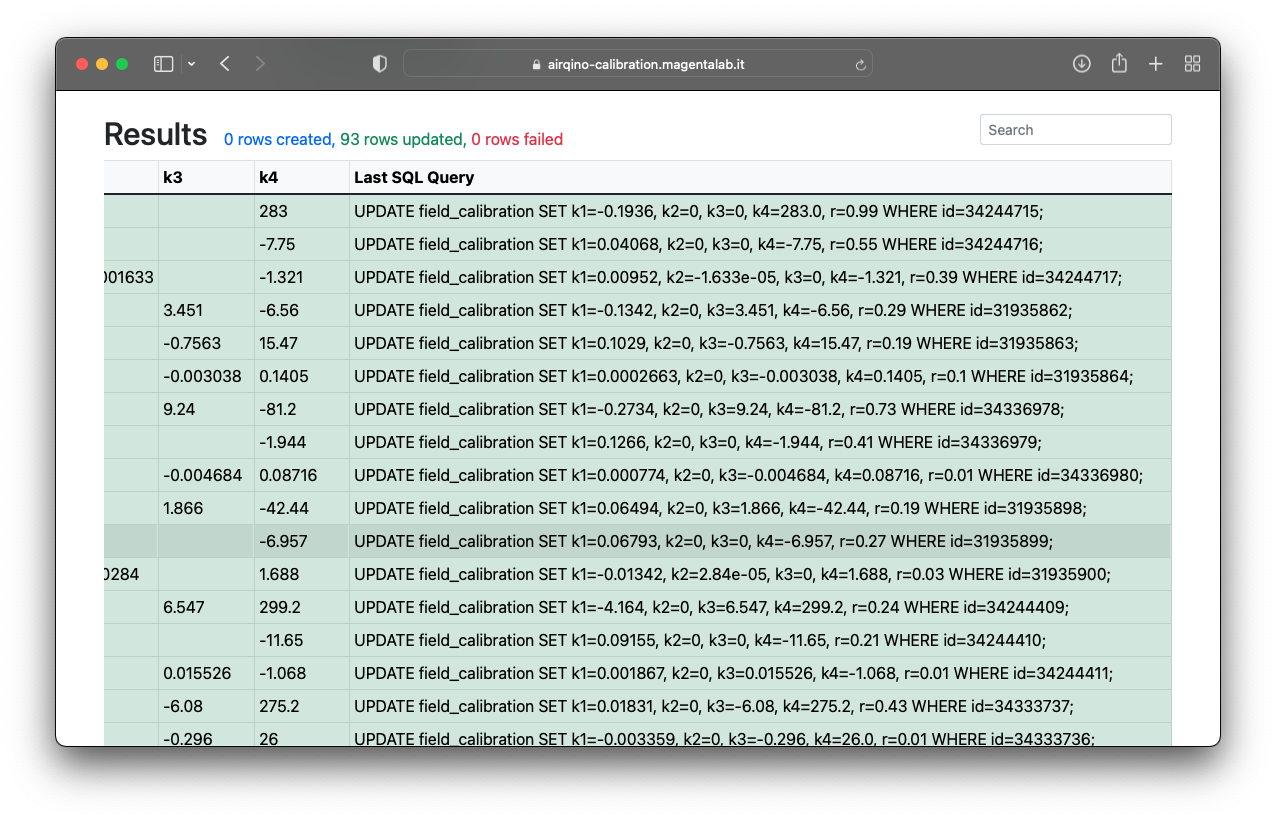 airqino-calibration.magentalab.it
Results 0 rows created, 93 rows updated, 0 rows failed Search
k3 k4 Last SQL Query
283 UPDATE field_calibration SET k1=-0.1936, k2=0, k3=0, k4=283.0, r=0.99 WHERE id=34244715;
-7.75 UPDATE field_calibration SET k1=0.04068, k2=0, k3=0, k4=-7.75, r=0.55 WHERE id=34244716;
001633 -1.321 UPDATE field_calibration SET k1=0.00952, k2=-1.633e-05, k3=0, k4=-1.321, r=0.39 WHERE id=34244717;
3.451 -6.56 UPDATE field_calibration SET k1=-0.1342, k2=0, k3=3.451, k4=-6.56, r=0.29 WHERE id=31935862;
-0.7563 15.47 UPDATE field_calibration SET k1=0.1029, k2=0, k3=-0.7563, k4=15.47, r=0.19 WHERE id=31935863;
-0.003038 0.1405 UPDATE field_calibration SET k1=0.0002663, k2=0, k3=-0.003038, k4=0.1405, r=0.1 WHERE id=31935864;
9.24 -81.2 UPDATE field_calibration SET k1=-0.2734, k2=0, k3=9.24, k4=-81.2, r=0.73 WHERE id=34336978;
-1.944 UPDATE field_calibration SET k1=0.1266, k2=0, k3=0, k4=-1.944, r=0.41 WHERE id=34336979;
-0.004684 0.08716 UPDATE field_calibration SET k1=0.000774, k2=0, k3=-0.004684, k4=0.08716, r=0.01 WHERE id=34336980;
1.866 -42.44 UPDATE field_calibration SET k1=0.06494, k2=0, k3=1.866, k4=-42.44, r=0.19 WHERE id=31935898;
-6.957 UPDATE field_calibration SET k1=0.06793, k2=0, k3=0, k4=-6.957, r=0.27 WHERE id=31935899;
0284 1.688 UPDATE field_calibration SET k1=-0.01342, k2=2.84e-05, k3=0, k4=1.688, r=0.03 WHERE id=31935900;
6.547 299.2 UPDATE field_calibration SET k1=-4.164, k2=0, k3=6.547, k4=299.2, r=0.24 WHERE id=34244409;
-11.65 UPDATE field_calibration SET k1=0.09155, k2=0, k3=0, k4=-11.65, r=0.21 WHERE id=34244410;
0.015526 -1.068 UPDATE field_calibration SET k1=0.001867, k2=0, k3=0.015526, k4=-1.068, r=0.01 WHERE id=34244411;
-6.08 275.2 UPDATE field_calibration SET k1=0.01831, k2=0, k3=-6.08, k4=275.2, r=0.43 WHERE id=34333737;
-0.296 26 UPDATE field_calibration SET k1=-0.003359, k2=0, k3=-0.296, k4=26.0, r=0.01 WHERE id=34333736;